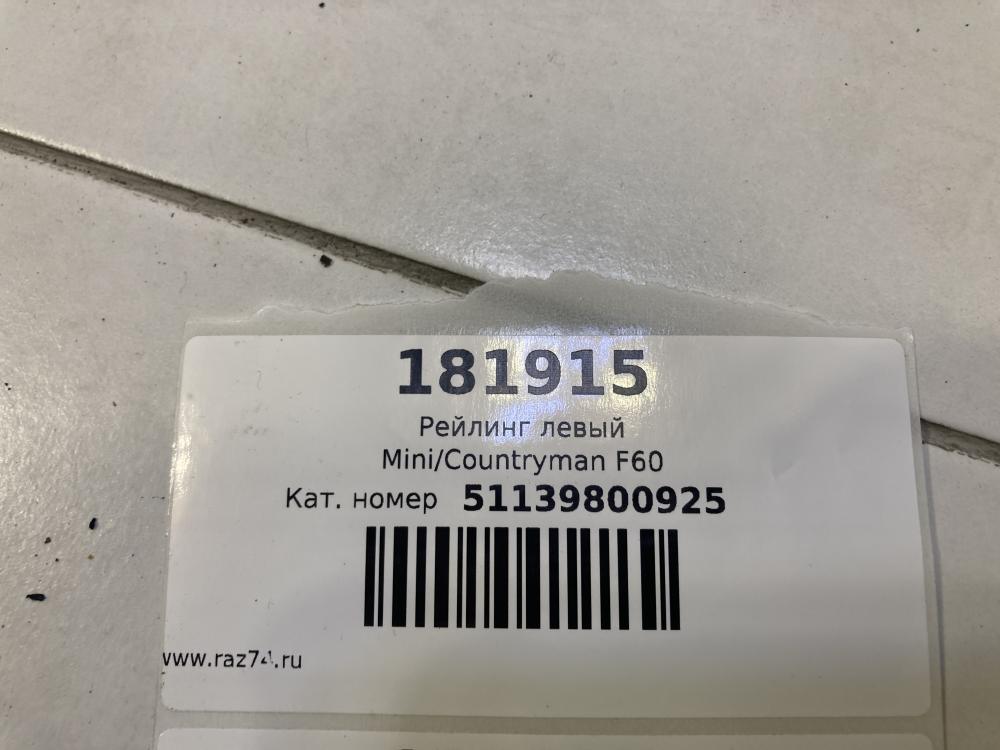 181915
Рейлинг левый
Mini/Countryman F60
Кат. номер 51139800925
www.raz74.ru